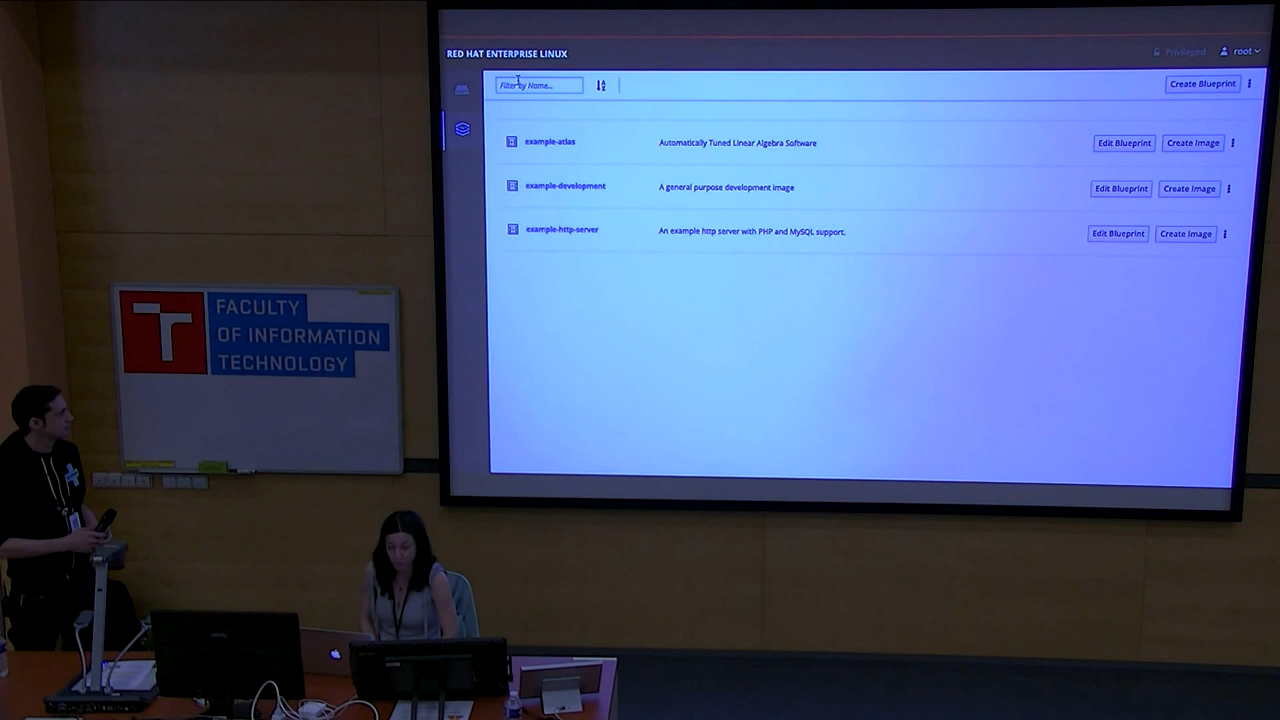 RED HAT ENTERPRISE LINUX
Privileged
root
Filter by Name...
Create Blueprint
example-atlas
Automatically Tuned Linear Algebra Software
Edit Blueprint
Create Image
example-development
A general purpose development image
Edit Blueprint
Create Image
example-http-server
An example http server with PHP and MySQL support.
Edit Blueprint
Create Image
FACULTY
OF INFORMATION
TECHNOLOGY